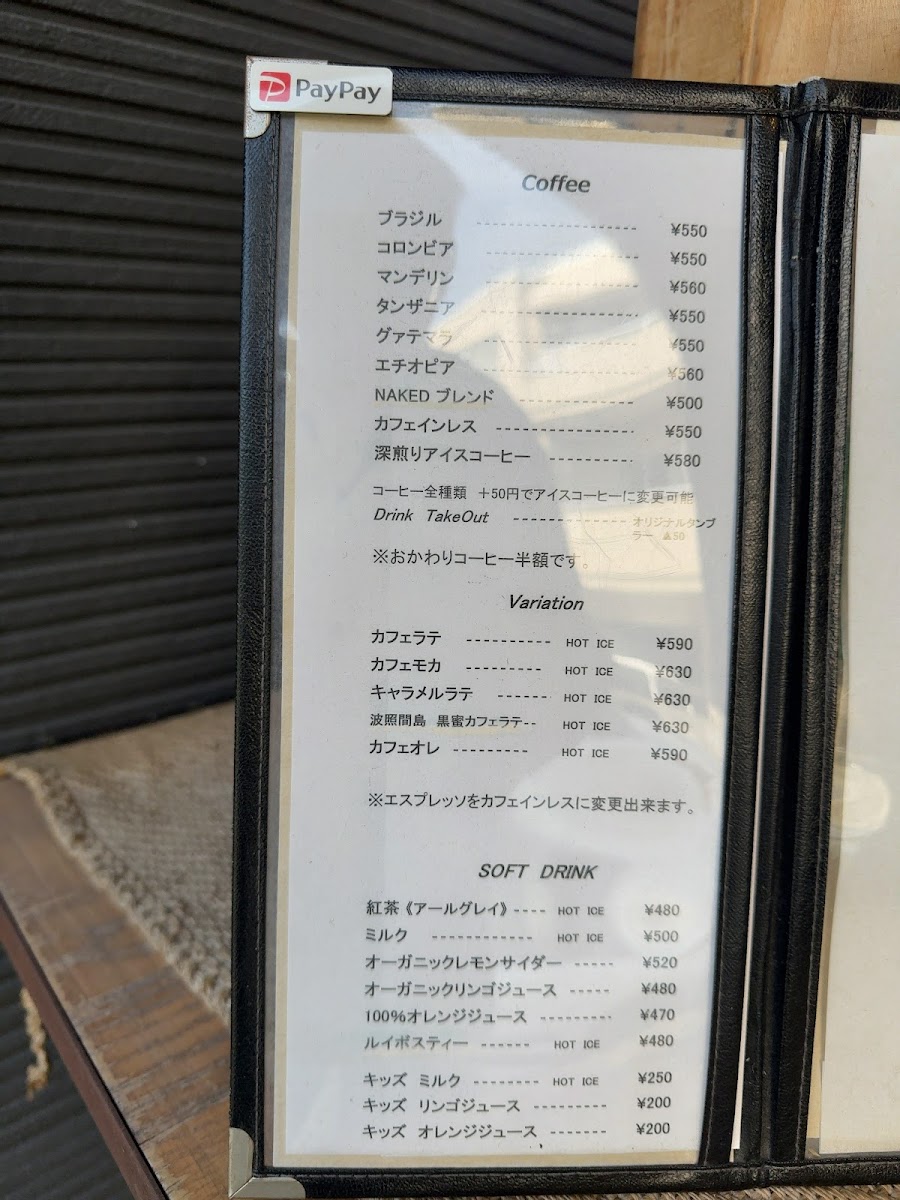 PayPay
Coffee
ブラジル ---------------------- ¥550
コロンビア -------------------- ¥550
マンデリン -------------------- ¥560
タンザニア -------------------- ¥550
グァテマラ -------------------- ¥550
エチオピア -------------------- ¥560
NAKED ブレンド --------------- ¥500
カフェインレス ------------------ ¥550
深煎りアイスコーヒー ----------- ¥580
コーヒー全種類 +50円でアイスコーヒーに変更可能
Drink TakeOut --------------- オリジナルタンブ
ラー ▲50
※おかわりコーヒー半額です。
Variation
カフェラテ ---------- HOT ICE ¥590
カフェモカ --------- HOT ICE ¥630
キャラメルラテ ------ HOT ICE ¥630
波照間島 黒蜜カフェラテ-- HOT ICE ¥630
カフェオレ --------- HOT ICE ¥590
※エスプレッソをカフェインレスに変更出来ます。
SOFT DRINK
紅茶《アールグレイ》---- HOT ICE ¥480
ミルク ------------ HOT ICE ¥500
オーガニックレモンサイダー ----- ¥520
オーガニックリンゴジュース ----- ¥480
100%オレンジジュース --------- ¥470
ルイボスティー ------ HOT ICE ¥480
キッズ ミルク -------- HOT ICE ¥250
キッズ リンゴジュース --------- ¥200
キッズ オレンジジュース ------- ¥200